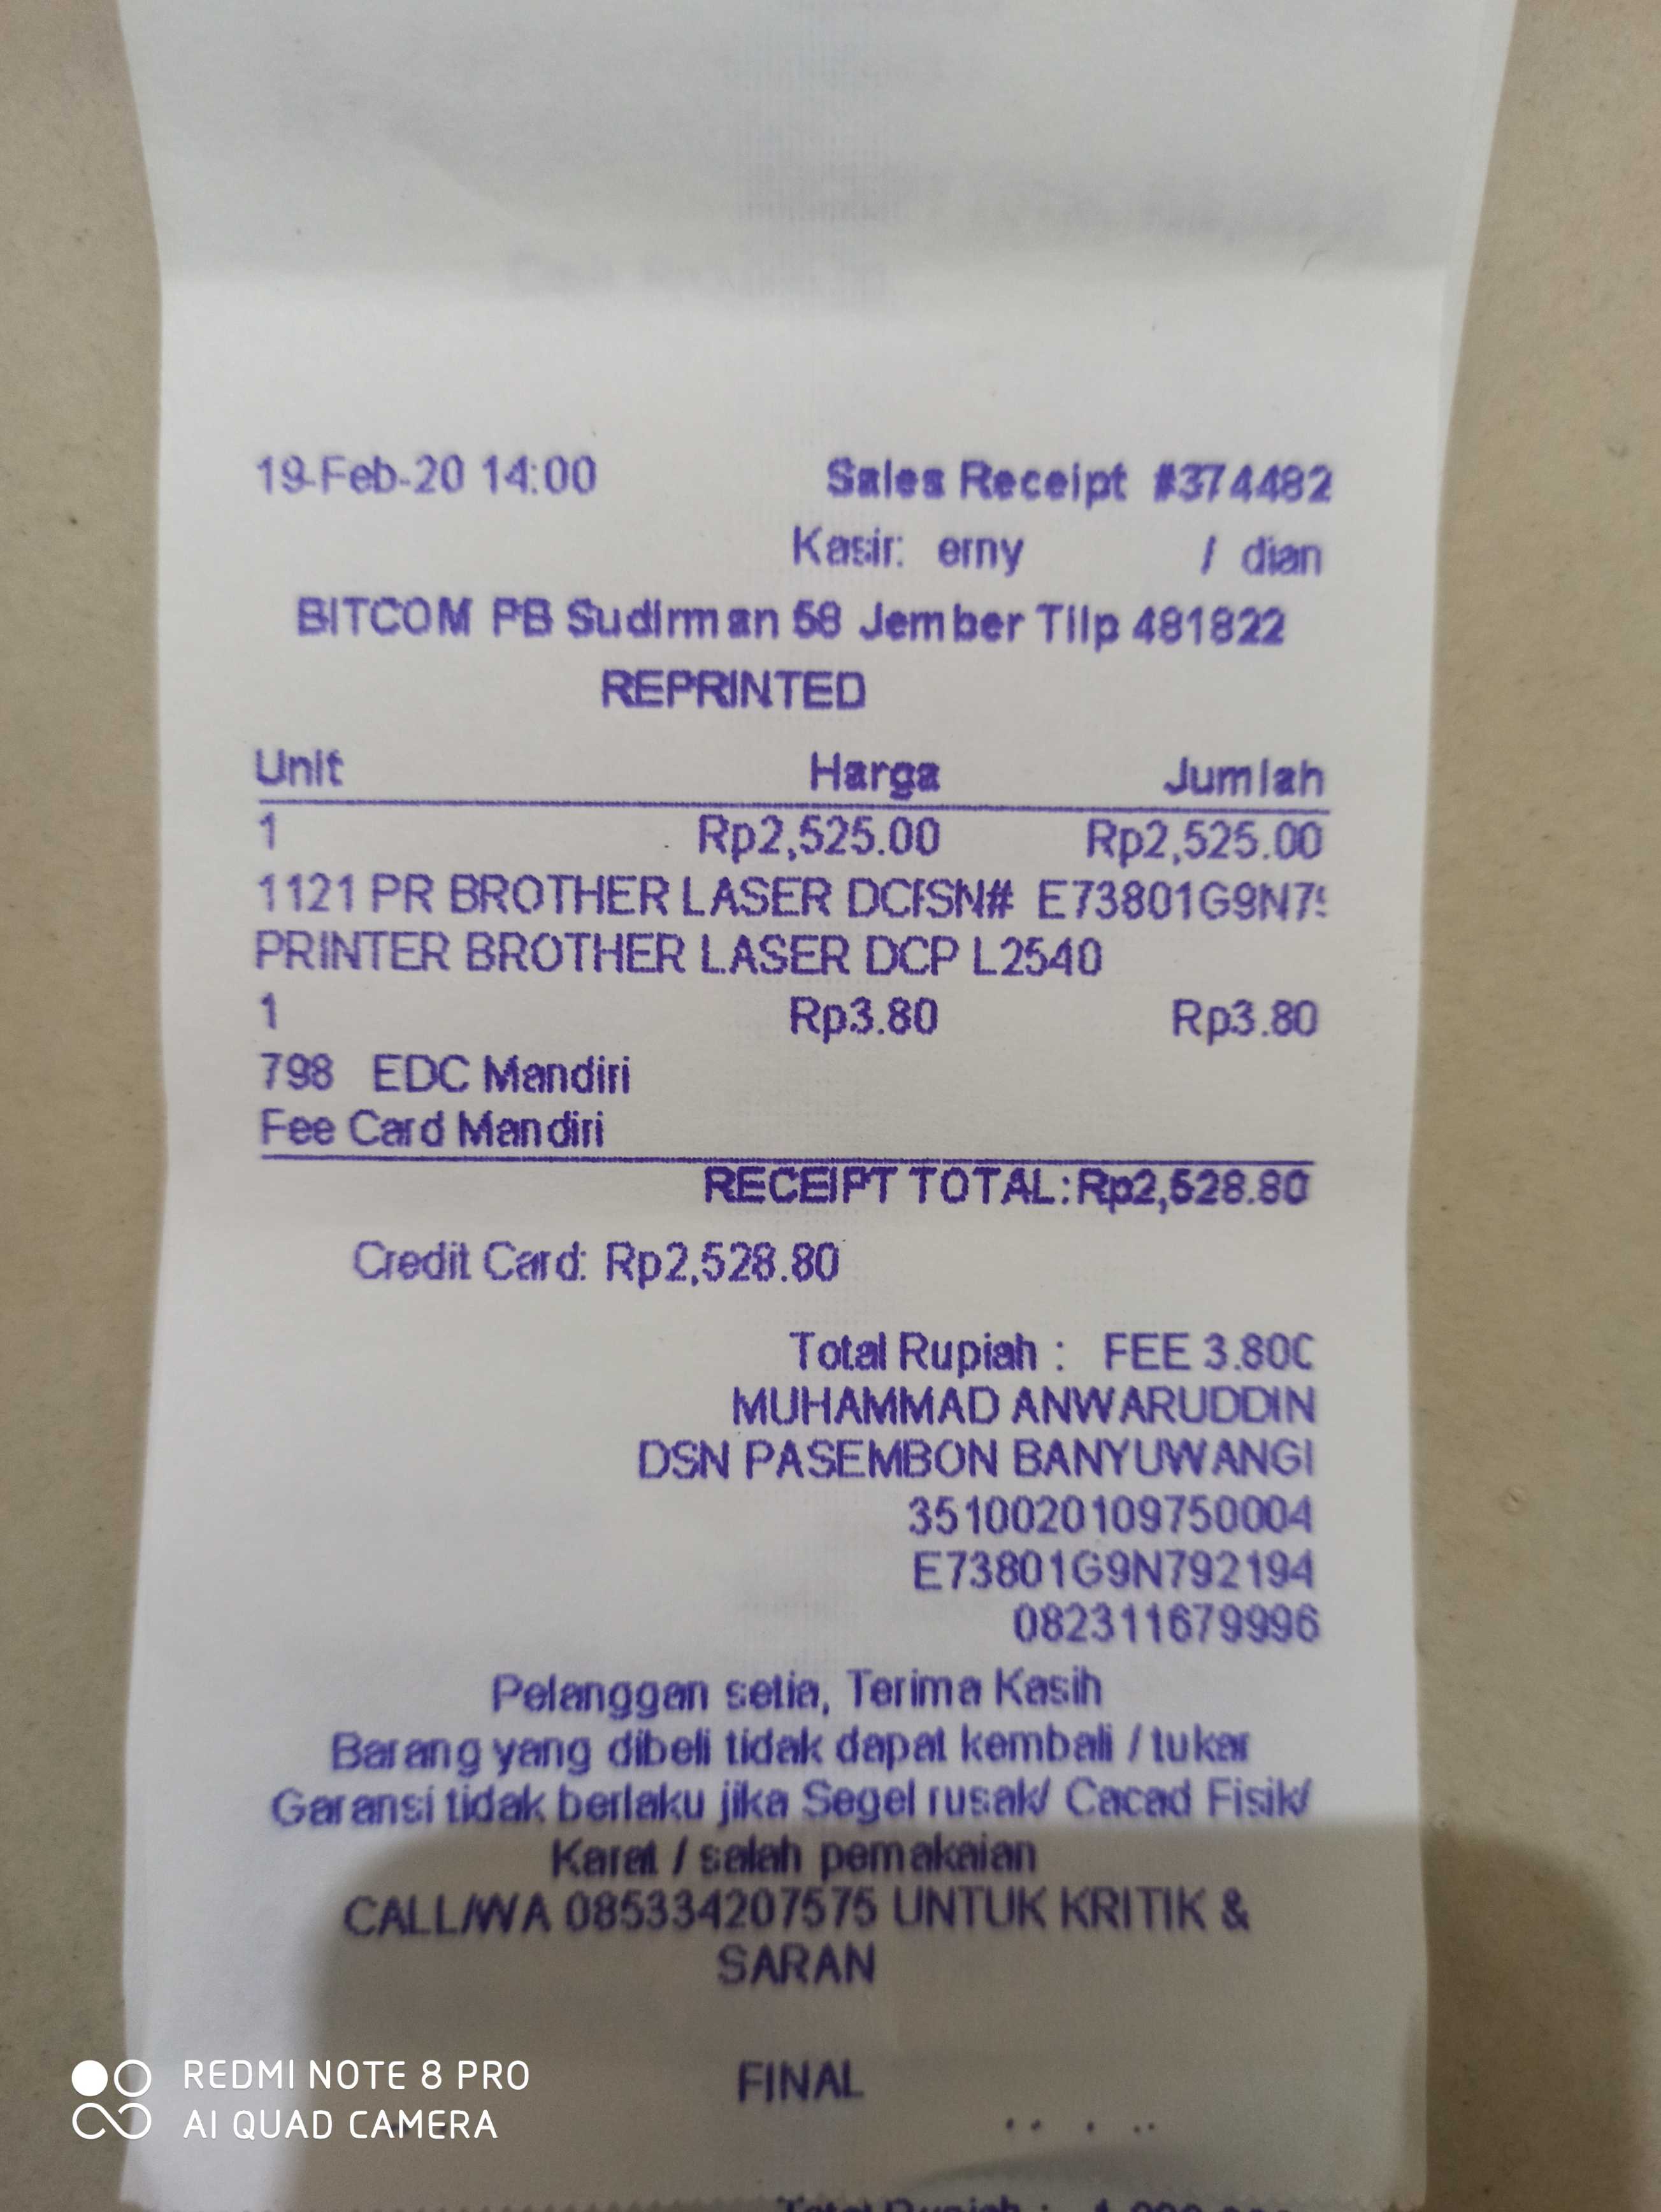 19-Feb-20 14:00 Sales Receipt #374482
Kasir: erny / dian
BITCOM PB Sudirman 58 Jember Tllp 481822
REPRINTED
Unit Harga Jumlah
1 Rp2,525.00 Rp2,525.00
1121 PR BROTHER LASER DCFSN# E73801G9N79
PRINTER BROTHER LASER DCP L2540
1 Rp3.80 Rp3.80
798 EDC Mandiri
Fee Card Mandiri
RECEIPT TOTAL: Rp2,528.80
Credit Card: Rp2,528.80
Total Rupiah : FEE 3.800
MUHAMMAD ANWARUDDIN
DSN PASEMBON BANYUWANGI
3510020109750004
E73801G9N792194
082311679996
Pelanggan setia, Terima Kasih
Barang yang dibeli tidak dapat kembali / tukar
Garansi tidak berlaku jika Segel rusak/ Cacad Fisik/
Karat / salah pemakaian
CALL/WA 085334207575 UNTUK KRITIK &
SARAN
FINAL
REDMI NOTE 8 PRO
AI QUAD CAMERA
Total Rupiah :